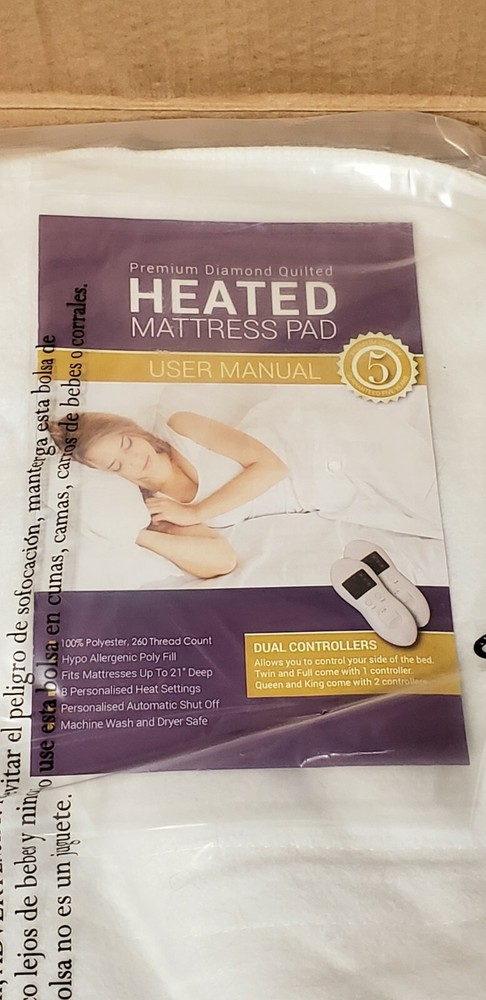 Premium Diamond Quilted
HEATED
MATTRESS PAD
USER MANUAL
5
100% Polyester, 260 Thread Count
Hypo Allergenic Poly Fill
Fits Mattresses Up To 21" Deep
8 Personalised Heat Settings
Personalised Automatic Shut Off
Machine Wash and Dryer Safe
DUAL CONTROLLERS
Allows you to control your side of the bed.
Twin and Full come with 1 controller.
Queen and King come with 2 controllers
vitar el peligro de sofocación, mantenga esta bolsa de
o lejos de bebe y nin o use esta bolsa en cunas, camas, carros de bebes o corrales.
olsa no es un juguete.